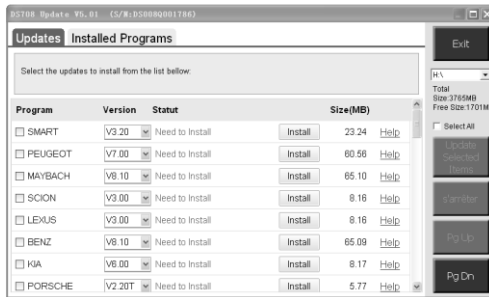 DS708 Update V5.01 (S/N:DS808Q001786)
Updates Installed Programs
Exit
Select the updates to install from the list bellow:
H:\
Total
Size:3765MB
Free Size:1701M
Select All
Program Version Statut Size(MB)
SMART V3.20 Need to Install Install 23.24 Help
PEUGEOT V7.00 Need to Install Install 60.56 Help
MAYBACH V8.10 Need to Install Install 65.10 Help
SCION V3.00 Need to Install Install 8.16 Help
LEXUS V3.00 Need to Install Install 8.16 Help
BENZ V8.10 Need to Install Install 65.09 Help
KIA V6.00 Need to Install Install 8.17 Help
PORSCHE V2.20T Need to Install Install 5.77 Help
Update
Selected
Items
s'arrêter
Pg Up
Pg Dn